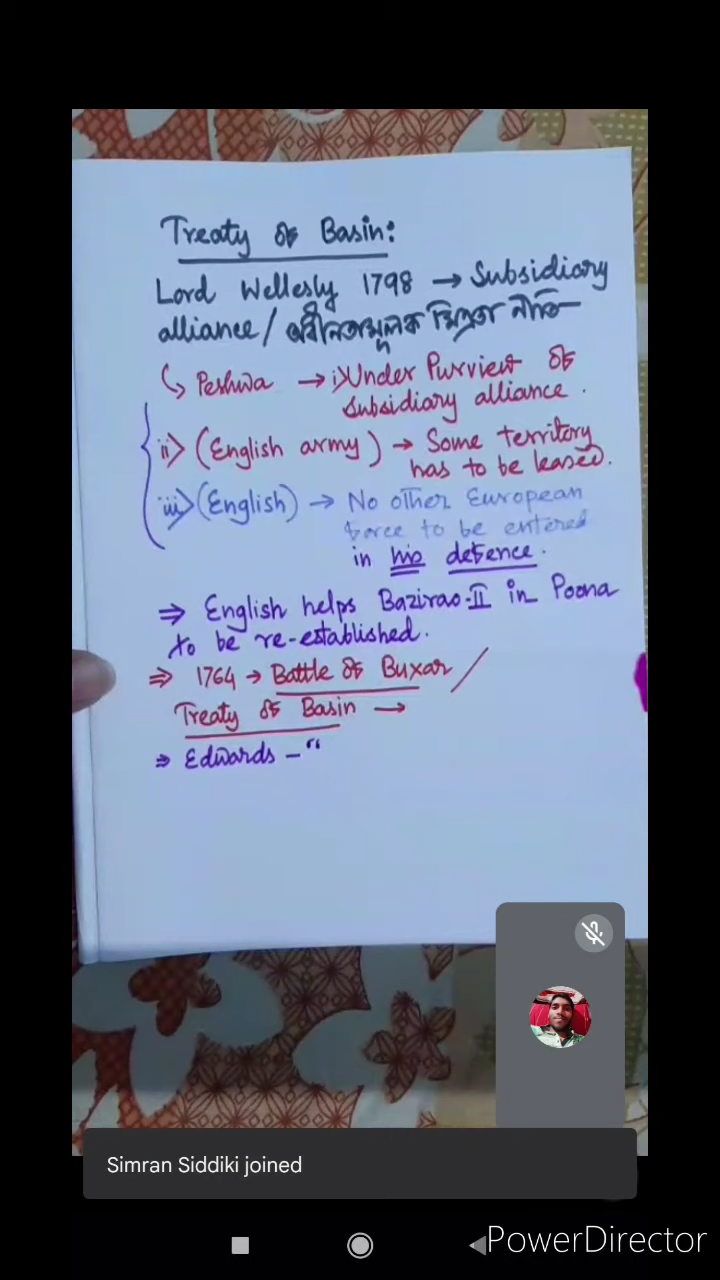 Treaty of Basin:
Lord Wellesly 1798 → Subsidiary
alliance/ অধীনতামূলক মিত্রতা নীতি
↳ Peshwa → i> Under Purview of
Subsidiary alliance.
ii> (English army) → Some territory
has to be leased.
iii> (English) → No other European
force to be entered
in his defence.
⇒ English helps Bazirao-II in Poona
to be re-established.
⇒ 1764 → Battle of Buxar /
Treaty of Basin →
⇒ Edwards – "
Simran Siddiki joined
PowerDirector